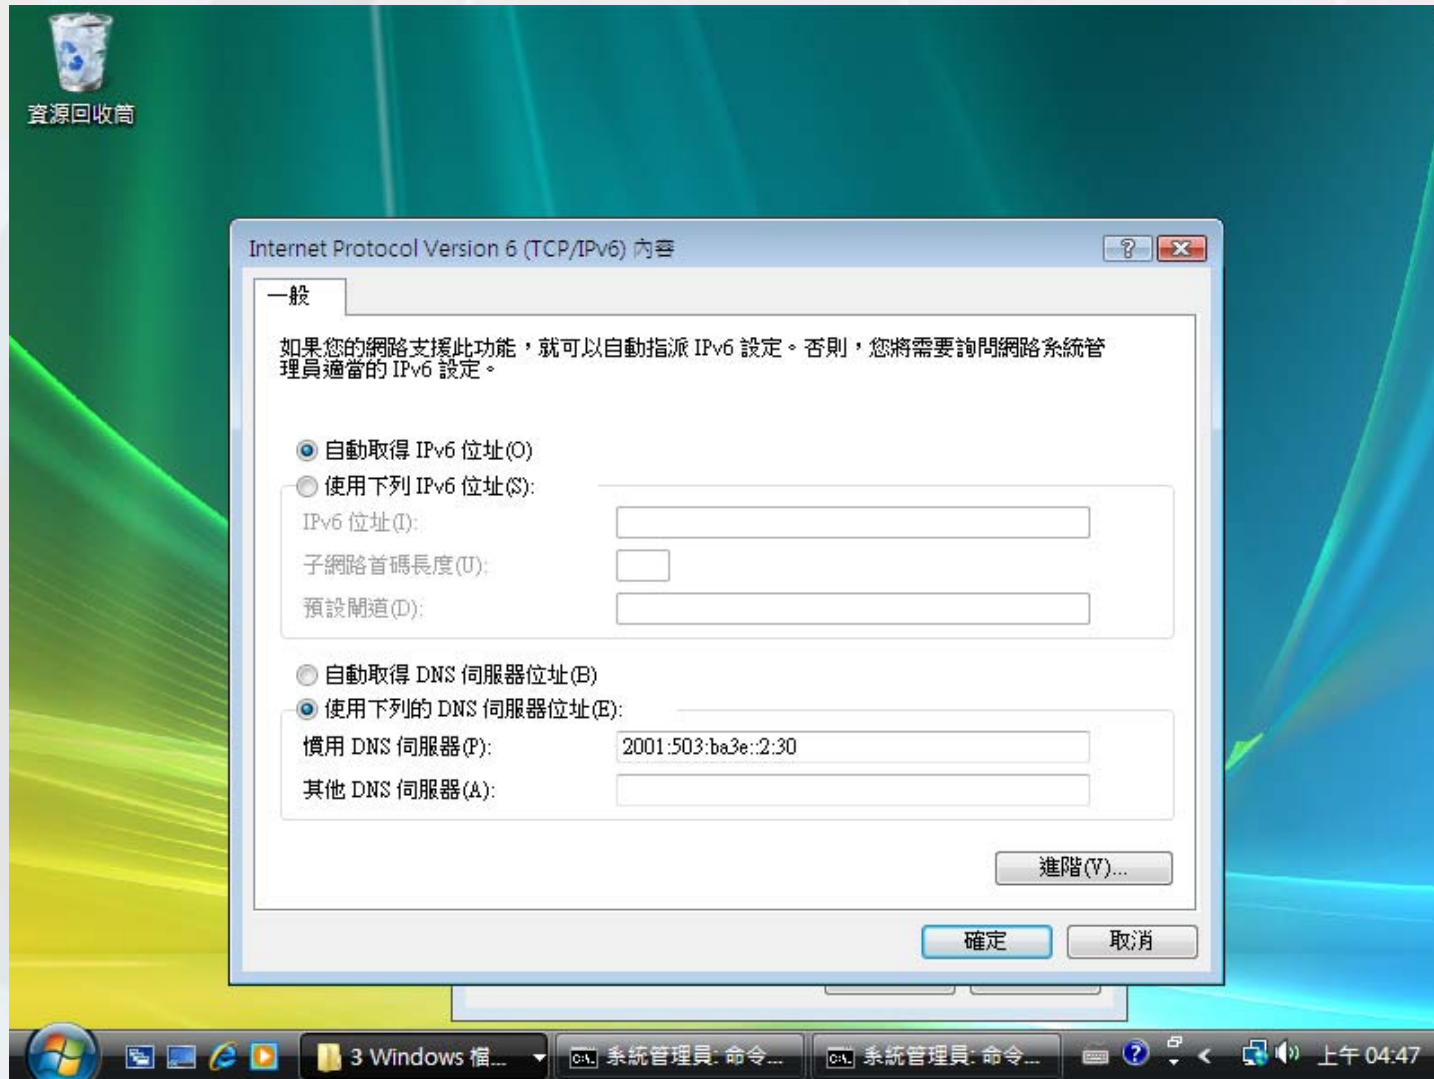 資源回收筒
Internet Protocol Version 6 (TCP/IPv6) 內容
一般
如果您的網路支援此功能，就可以自動指派 IPv6 設定。否則，您將需要詢問網路系統管
理員適當的 IPv6 設定。
自動取得 IPv6 位址(O)
使用下列 IPv6 位址(S):
IPv6 位址(I):
子網路首碼長度(U):
預設閘道(D):
自動取得 DNS 伺服器位址(B)
使用下列的 DNS 伺服器位址(E):
慣用 DNS 伺服器(P): 2001:503:ba3e::2:30
其他 DNS 伺服器(A):
進階(V)...
確定 取消
3 Windows 檔... 系統管理員: 命令... 系統管理員: 命令... 上午 04:47